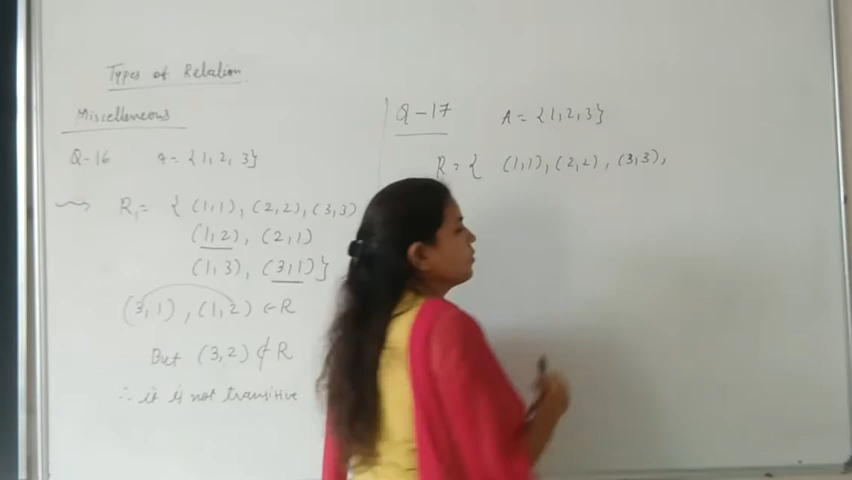 Types of Relation
Miscelleneous
Q-16 A = {1, 2, 3}
R₁ = { (1,1), (2,2), (3,3)
(1,2), (2,1)
(1,3), (3,1)}
(3,1), (1,2) ∈ R
But (3,2) ∉ R
∴ it is not transitive
Q-17 A = {1,2,3}
R = { (1,1), (2,2), (3,3),